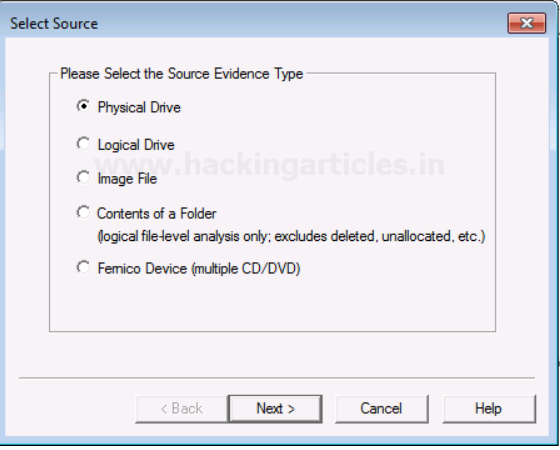 Select Source
Please Select the Source Evidence Type
Physical Drive
Logical Drive
www.hackingarticles.in
Image File
Contents of a Folder
(logical file-level analysis only; excludes deleted, unallocated, etc.)
Fernico Device (multiple CD/DVD)
< Back Next > Cancel Help